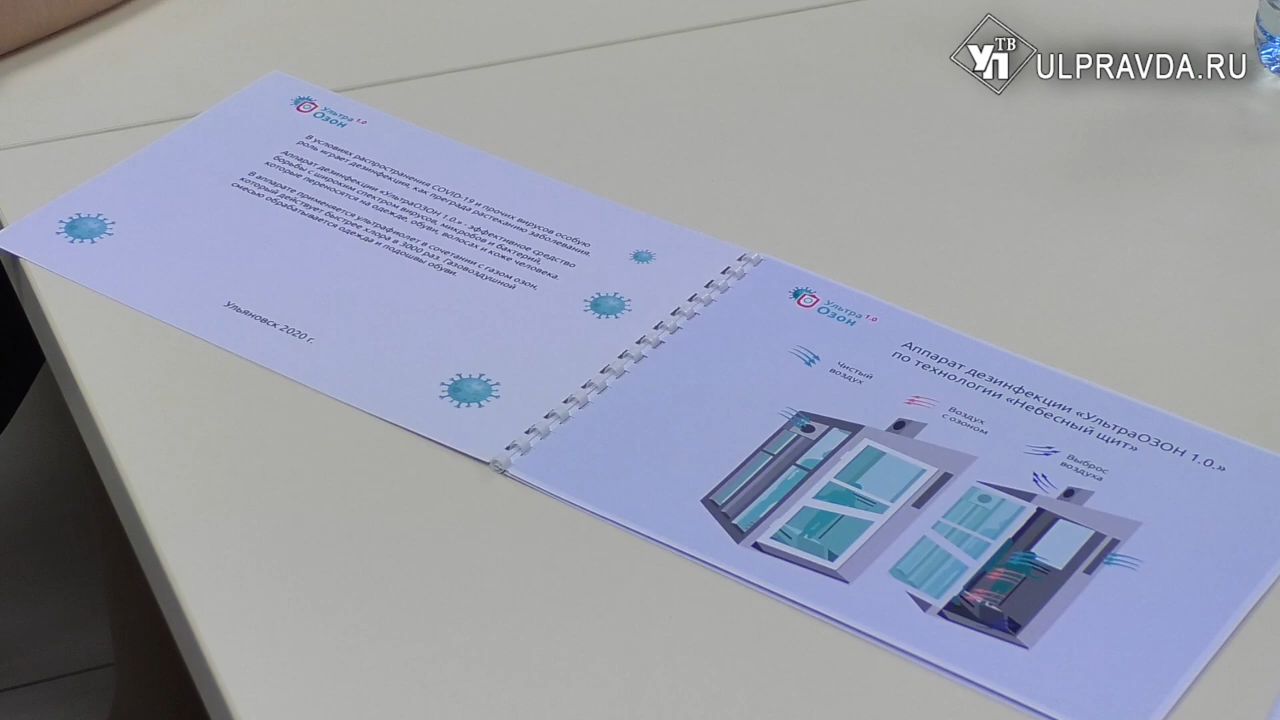 УП ТВ ULPRAVDA.RU
Ультра 1.0
Озон
В условиях распространения COVID-19 и прочих вирусов особую
роль играет дезинфекция, как преграда растеканию заболевания.
Аппарат дезинфекции «УльтраОЗОН 1.0.» - эффективное средство
борьбы с широким спектром вирусов, микробов и бактерий,
которые переносятся на одежде, обуви, волосах и коже человека.
В аппарате применяется ультрафиолет в сочетании с газом озон,
который действует быстрее хлора в 3000 раз. Газовоздушной
смесью обрабатывается одежда и подошвы обуви.
Ульяновск 2020 г.
Ультра 1.0
Озон
Аппарат дезинфекции «УльтраОЗОН 1.0.»
по технологии «Небесный щит»
Чистый
воздух
Воздух
с озоном
Выброс
воздуха